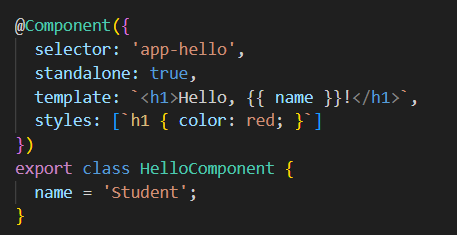 @Component({
  selector: 'app-hello',
  standalone: true,
  template: `<h1>Hello, {{ name }}!</h1>`,
  styles: [`h1 { color: red; }`]
})
export class HelloComponent {
  name = 'Student';
}